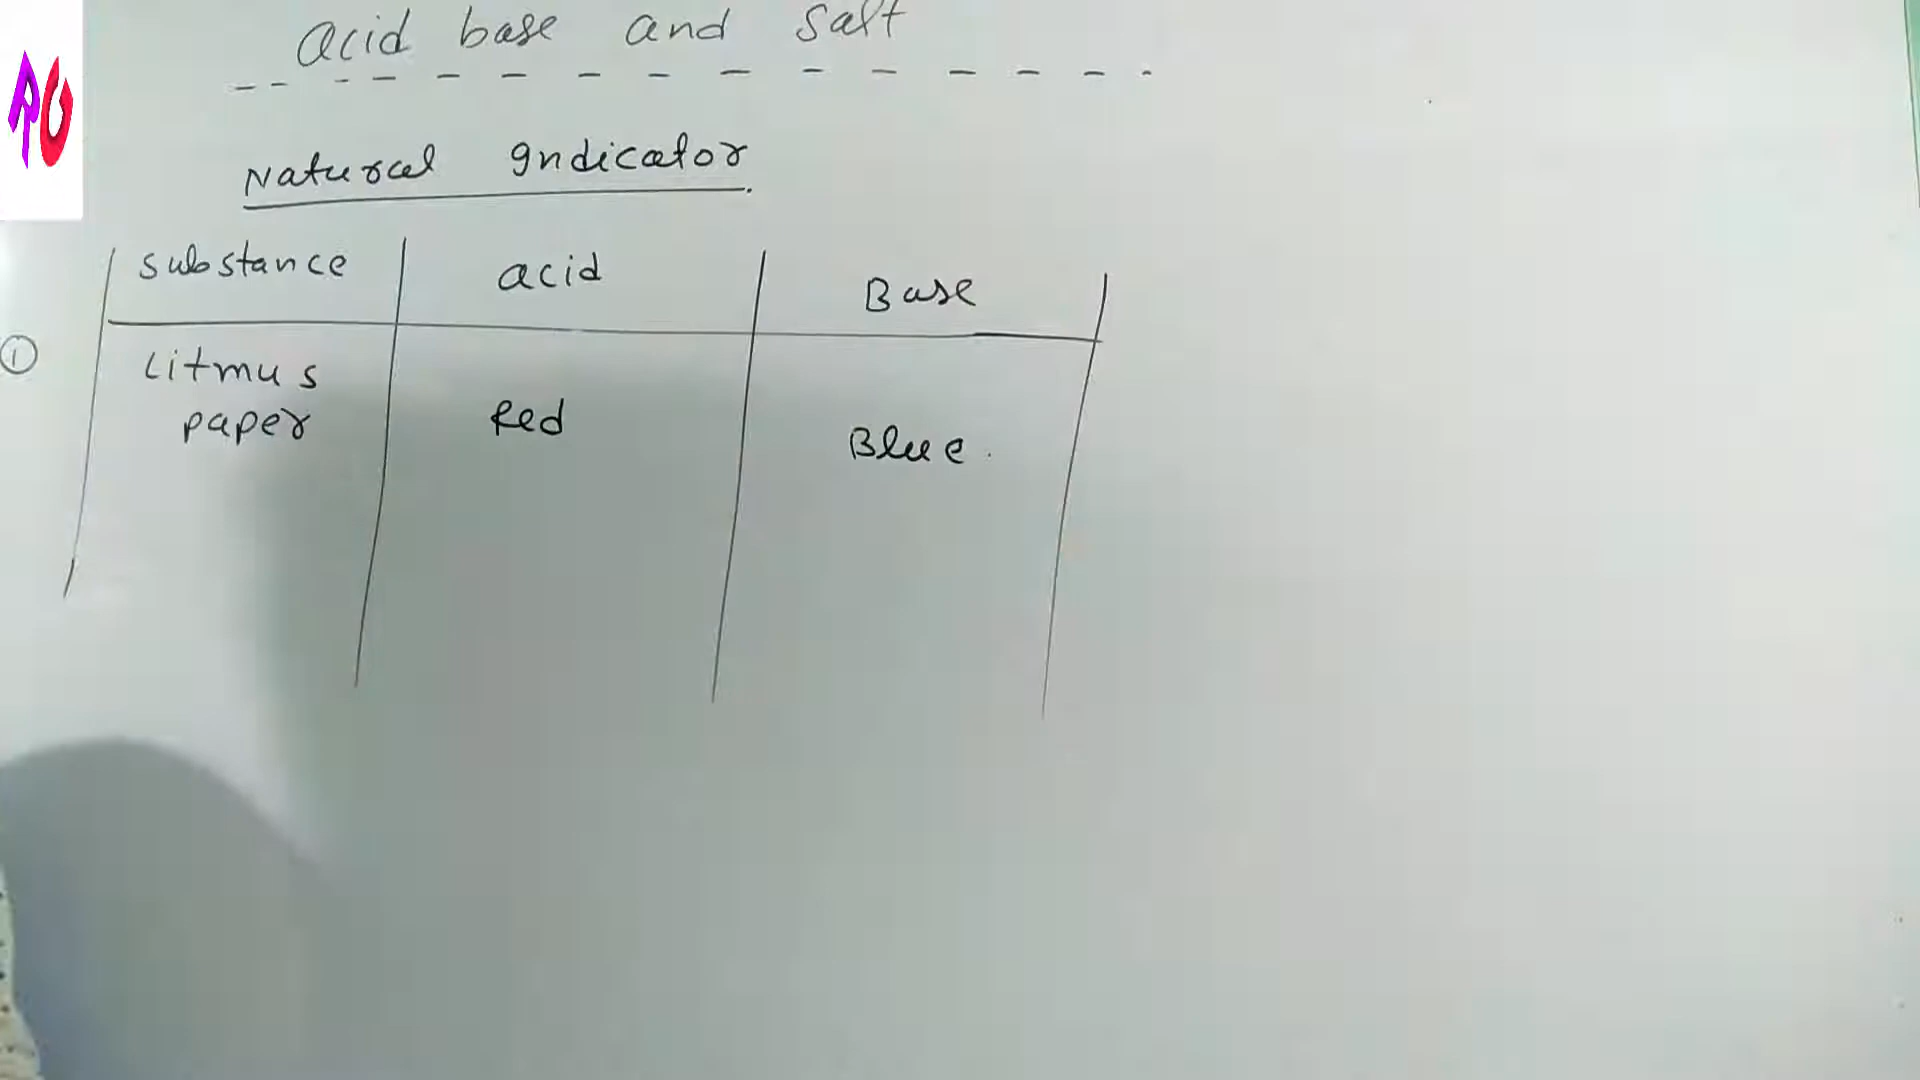 acid base and salt
Natural Indicator
substance acid Base
① Litmus paper Red Blue.